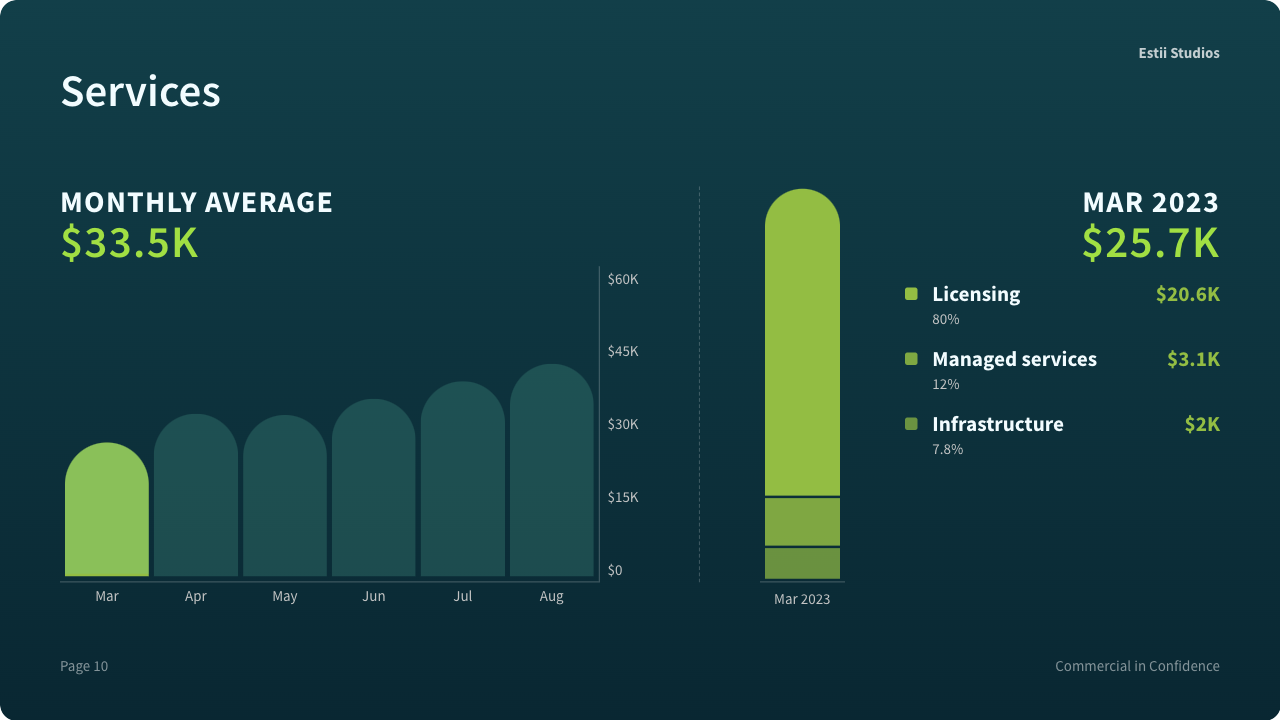 Estii Studios
Services
MONTHLY AVERAGE
$33.5K
$60K
$45K
$30K
$15K
$0
Mar Apr May Jun Jul Aug
Mar 2023
MAR 2023
$25.7K
Licensing $20.6K
80%
Managed services $3.1K
12%
Infrastructure $2K
7.8%
Page 10
Commercial in Confidence